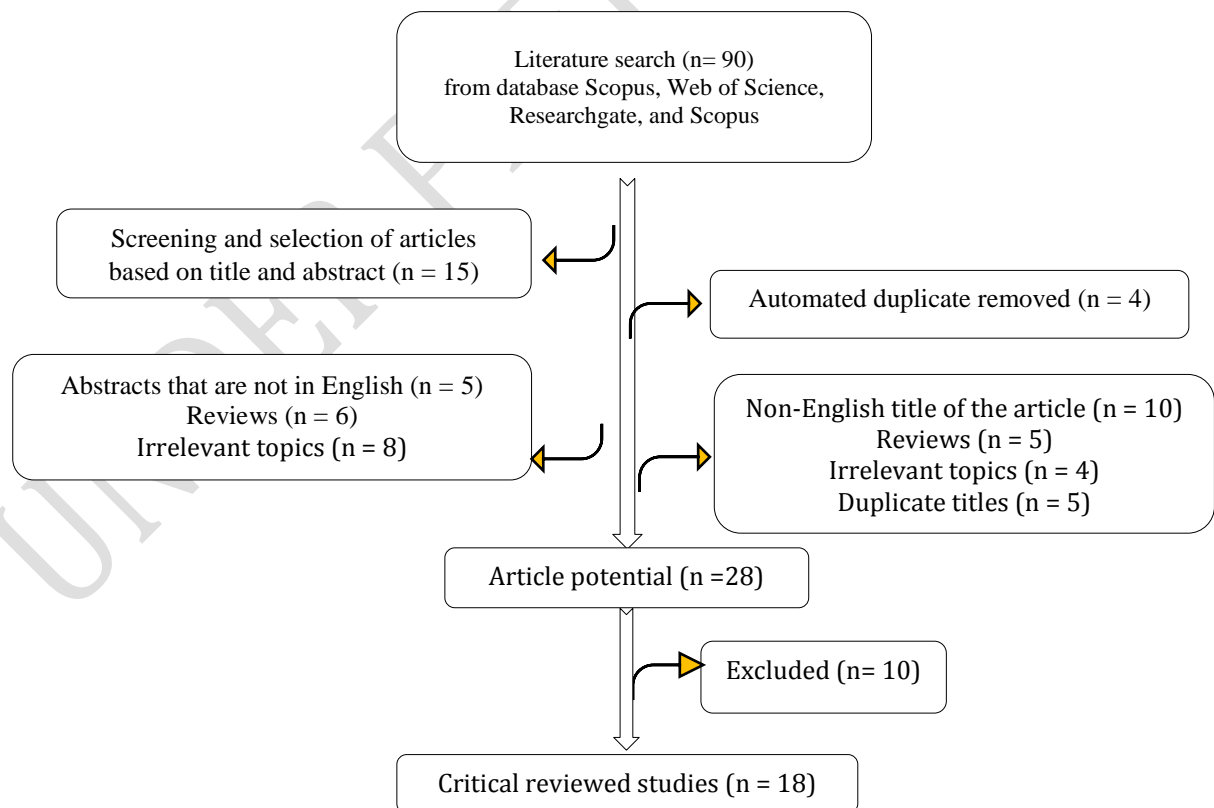 Literature search (n= 90)
from database Scopus, Web of Science,
Researchgate, and Scopus
Screening and selection of articles
based on title and abstract (n = 15)
Automated duplicate removed (n = 4)
Abstracts that are not in English (n = 5)
Reviews (n = 6)
Irrelevant topics (n = 8)
Non-English title of the article (n = 10)
Reviews (n = 5)
Irrelevant topics (n = 4)
Duplicate titles (n = 5)
Article potential (n =28)
Excluded (n= 10)
Critical reviewed studies (n = 18)
UNDER